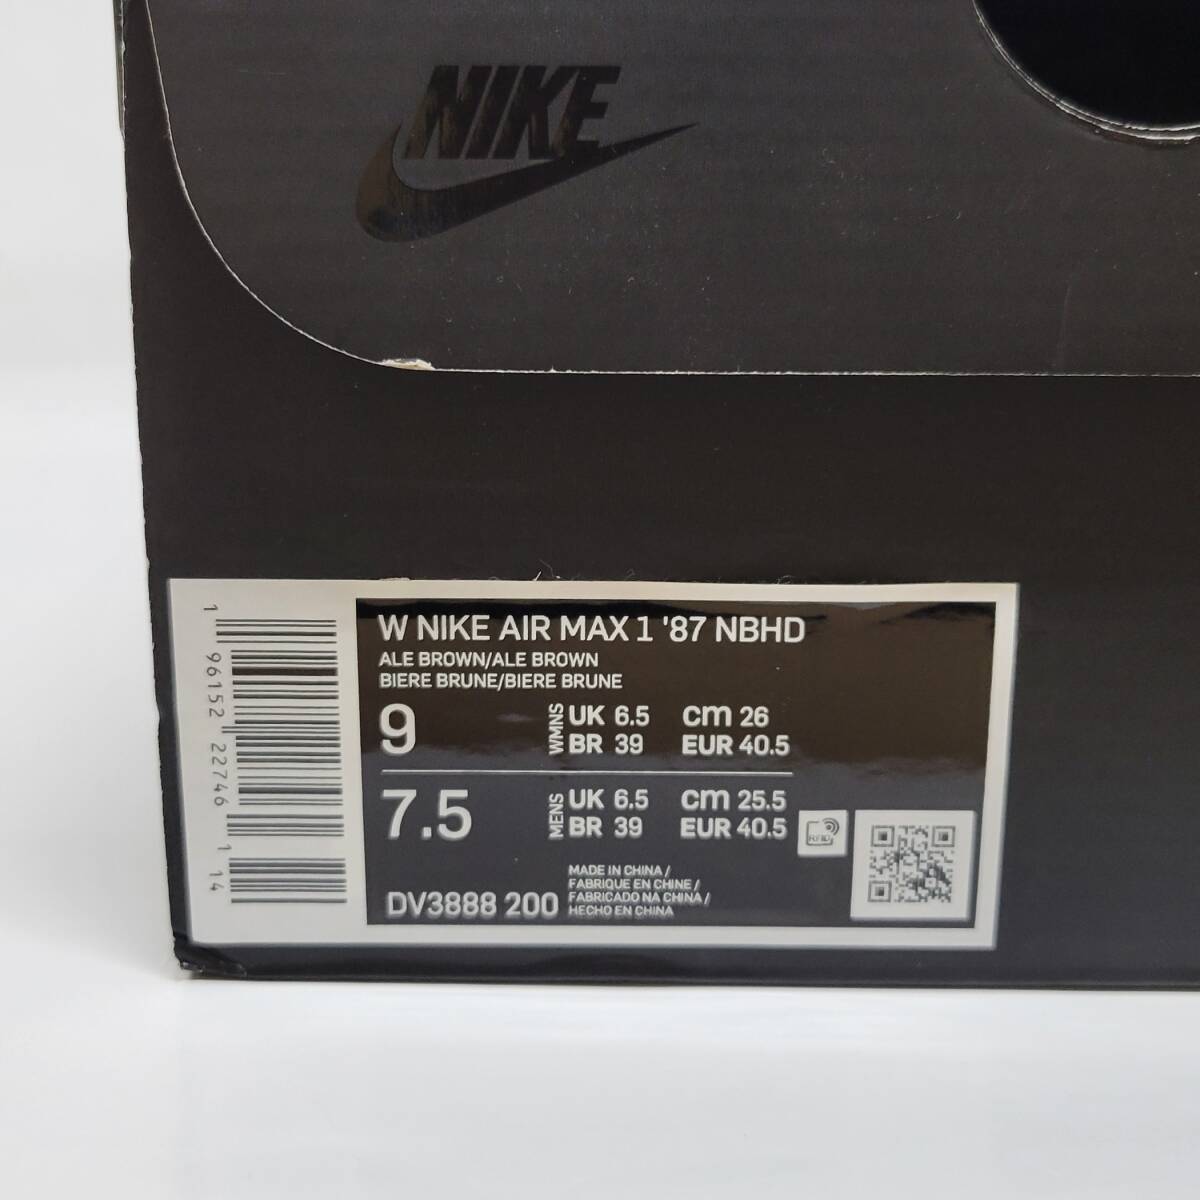 NIKE
W NIKE AIR MAX 1 '87 NBHD
ALE BROWN/ALE BROWN
BIERE BRUNE/BIERE BRUNE
9
WMNS
UK 6.5 cm 26
BR 39 EUR 40.5
7.5
MENS
UK 6.5 cm 25.5
BR 39 EUR 40.5
RFID
DV3888 200
MADE IN CHINA /
FABRIQUE EN CHINE /
FABRICADO NA CHINA /
HECHO EN CHINA
1 96152 22746 1 14